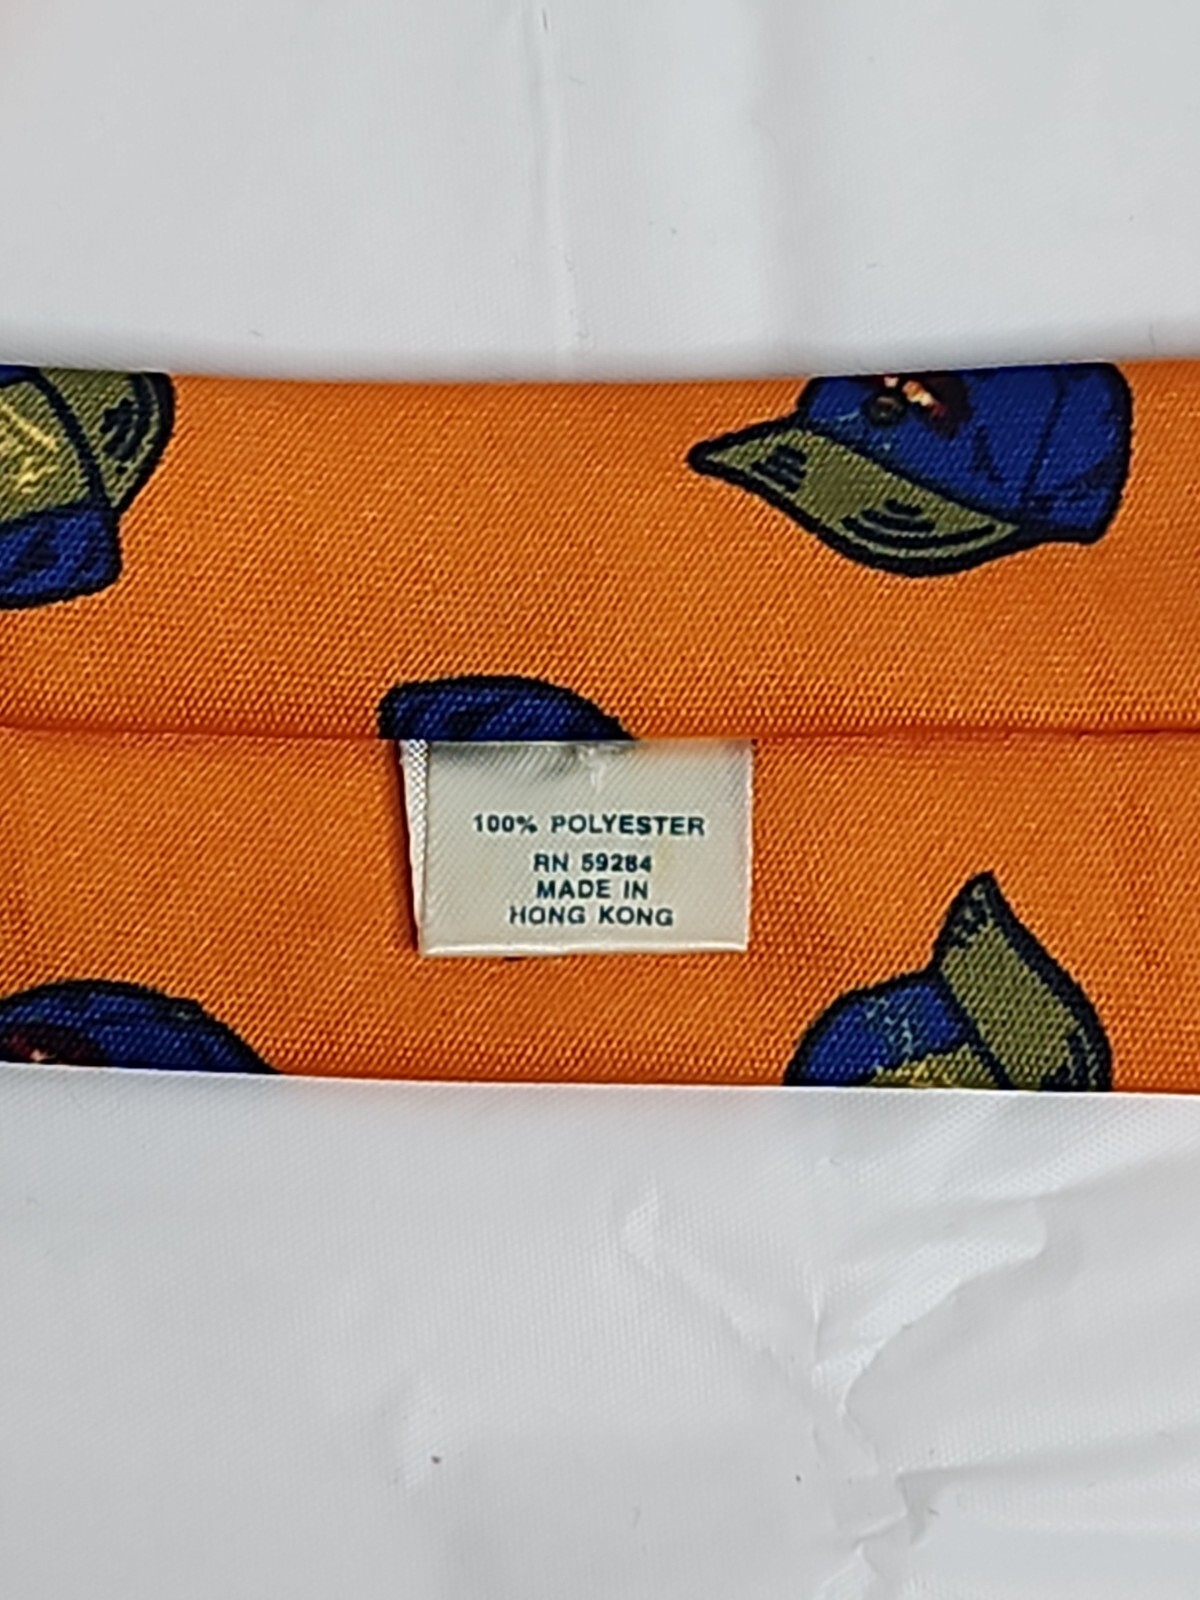 100% POLYESTER
RN 59284
MADE IN
HONG KONG